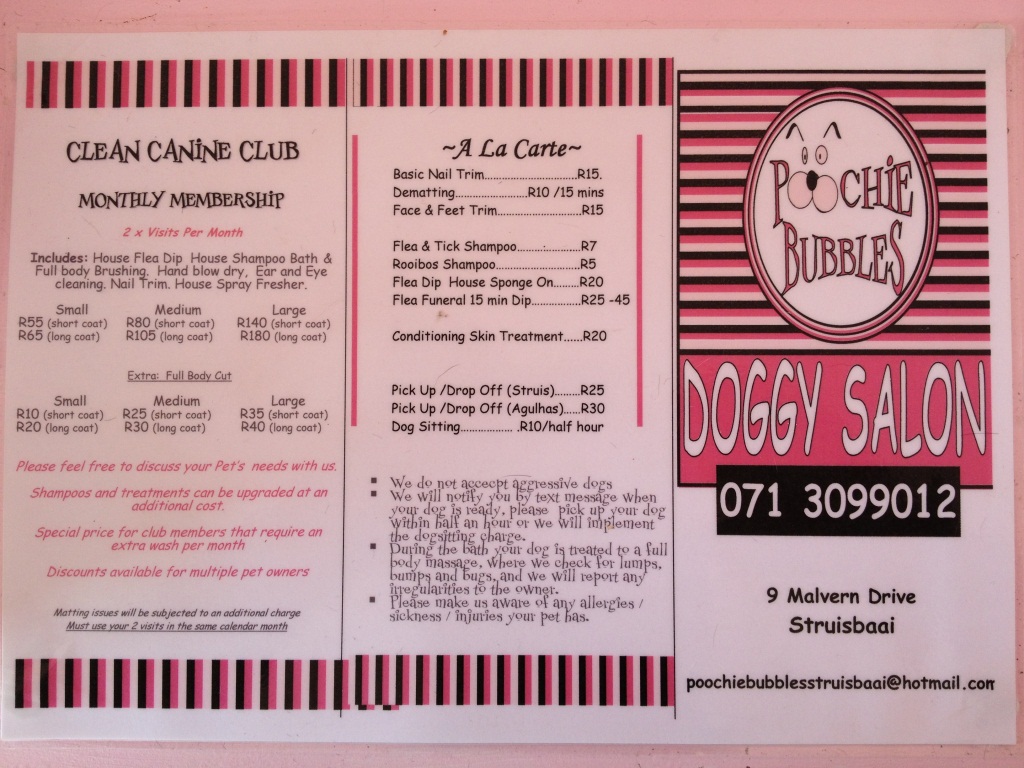 CLEAN CANINE CLUB
MONTHLY MEMBERSHIP
2 x Visits Per Month
Includes: House Flea Dip House Shampoo Bath &
Full body Brushing. Hand blow dry, Ear and Eye
cleaning. Nail Trim. House Spray Fresher.
Small Medium Large
R55 (short coat) R80 (short coat) R140 (short coat)
R65 (long coat) R105 (long coat) R180 (long coat)
Extra: Full Body Cut
Small Medium Large
R10 (short coat) R25 (short coat) R35 (short coat)
R20 (long coat) R30 (long coat) R40 (long coat)
Please feel free to discuss your Pet's needs with us.
Shampoos and treatments can be upgraded at an
additional cost.
Special price for club members that require an
extra wash per month
Discounts available for multiple pet owners
Matting issues will be subjected to an additional charge
Must use your 2 visits in the same calendar month
~A La Carte~
Basic Nail Trim..............................R15.
Dematting.......................R10 /15 mins
Face & Feet Trim...........................R15
Flea & Tick Shampoo.....................R7
Rooibos Shampoo...........................R5
Flea Dip House Sponge On.........R20
Flea Funeral 15 min Dip................R25 -45
Conditioning Skin Treatment......R20
Pick Up /Drop Off (Struis).......R25
Pick Up /Drop Off (Agulhas)......R30
Dog Sitting................... .R10/half hour
▪ We do not accecpt aggressive dogs
▪ We will notify you by text message when
your dog is ready, please pick up your dog
within half an hour or we will implement
the dogsitting charge.
▪ During the bath your dog is treated to a full
body massage, where we check for lumps,
bumps and bugs, and we will report any
irregularities to the owner.
▪ Please make us aware of any allergies /
sickness / injuries your pet has.
POOCHIE
BUBBLES
DOGGY SALON
071 3099012
9 Malvern Drive
Struisbaai
poochiebubblesstruisbaai@hotmail.com